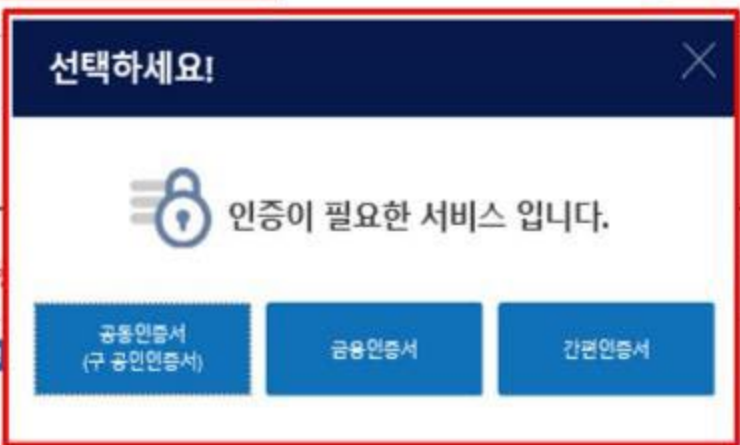 선택하세요!
인증이 필요한 서비스 입니다.
공동인증서
(구 공인인증서)
금융인증서
간편인증서